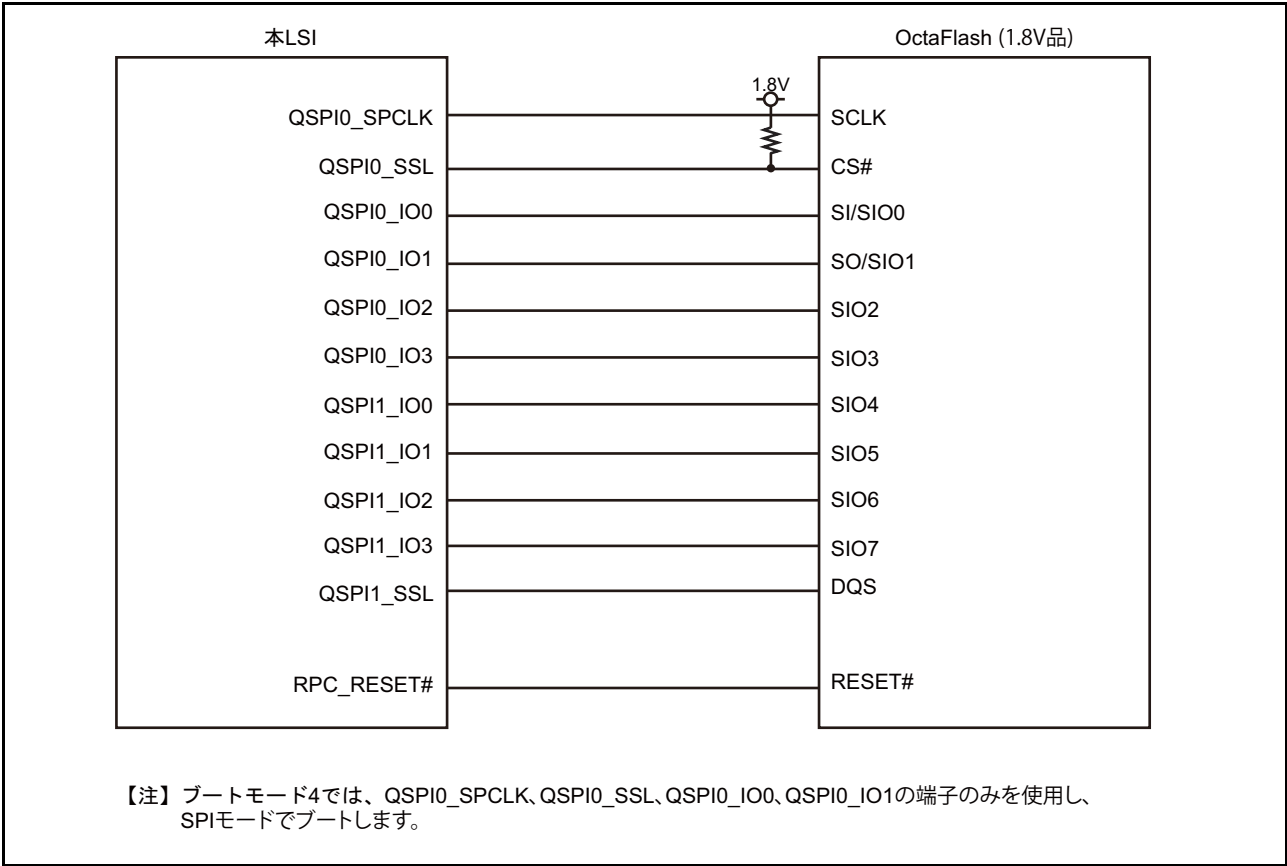 本LSI
OctaFlash (1.8V品)
1.8V
QSPI0_SPCLK
SCLK
QSPI0_SSL
CS#
QSPI0_IO0
SI/SIO0
QSPI0_IO1
SO/SIO1
QSPI0_IO2
SIO2
QSPI0_IO3
SIO3
QSPI1_IO0
SIO4
QSPI1_IO1
SIO5
QSPI1_IO2
SIO6
QSPI1_IO3
SIO7
QSPI1_SSL
DQS
RPC_RESET#
RESET#
【注】ブートモード4では、QSPI0_SPCLK、QSPI0_SSL、QSPI0_IO0、QSPI0_IO1の端子のみを使用し、
SPIモードでブートします。